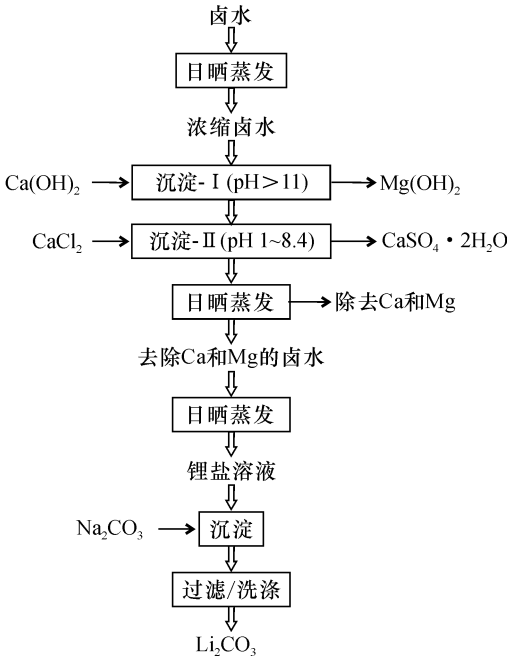 卤水
日晒蒸发
浓缩卤水
Ca(OH)₂ 沉淀-Ⅰ(pH>11) Mg(OH)₂
CaCl₂ 沉淀-Ⅱ(pH 1~8.4) CaSO₄·2H₂O
日晒蒸发 除去Ca和Mg
去除Ca和Mg的卤水
日晒蒸发
锂盐溶液
Na₂CO₃ 沉淀
过滤/洗涤
Li₂CO₃